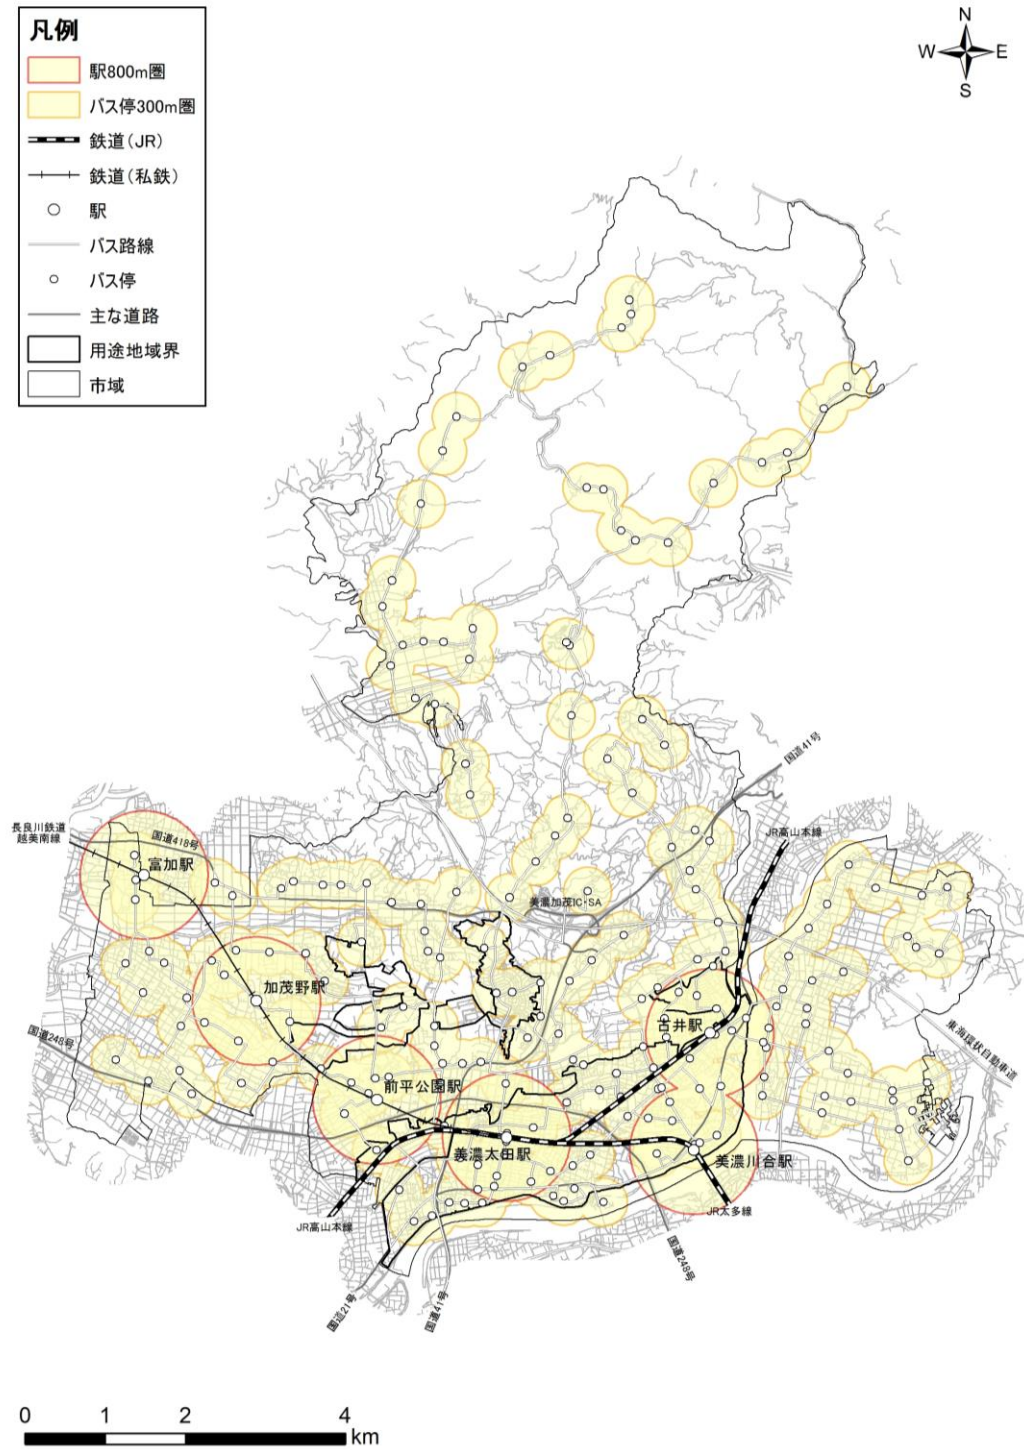 凡例
駅800m圏
バス停300m圏
鉄道(JR)
鉄道(私鉄)
駅
バス路線
バス停
主な道路
用途地域界
市域
N
W
E
S
国道41号
JR高山本線
長良川鉄道
越美南線
国道418号
富加駅
美濃加茂IC・SA
加茂野駅
古井駅
国道248号
東海環状自動車道
前平公園駅
美濃太田駅
美濃川合駅
JR太多線
JR高山本線
国道248号
国道21号
国道41号
0 1 2 4
km